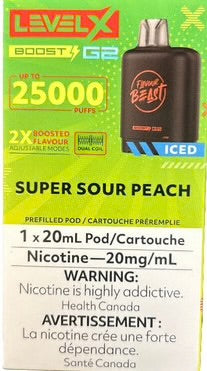 LEVELX
BOOST G2
UP TO
25000
PUFFS
2X BOOSTED
FLAVOUR
ADJUSTABLE MODES
DUAL COIL
FLAVOUR
BEAST
ICED
SUPER SOUR PEACH
PREFILLED POD / CARTOUCHE PRÉREMPLIE
1 x 20mL Pod/Cartouche
Nicotine—20mg/mL
WARNING:
Nicotine is highly addictive.
Health Canada
AVERTISSEMENT :
La nicotine crée une forte
dépendance.
Santé Canada